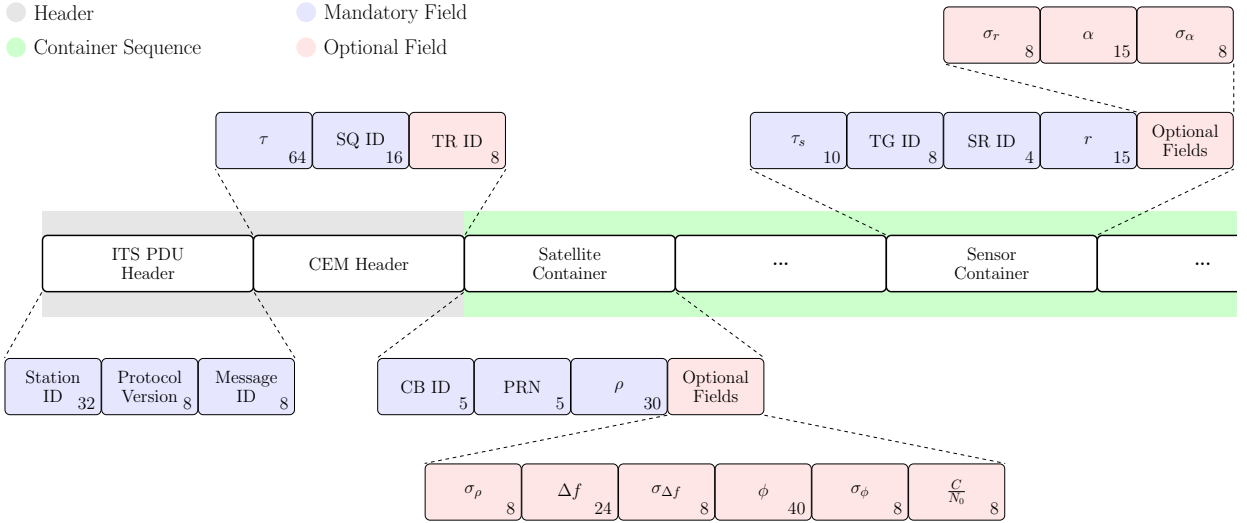 Header
Mandatory Field
Container Sequence
Optional Field
σ_r 8
α 15
σ_α 8
τ 64
SQ ID 16
TR ID 8
τ_s 10
TG ID 8
SR ID 4
r 15
Optional
Fields
ITS PDU
Header
CEM Header
Satellite
Container
...
Sensor
Container
...
Station
ID 32
Protocol
Version 8
Message
ID 8
CB ID 5
PRN 5
ρ 30
Optional
Fields
σ_ρ 8
Δf 24
σ_Δf 8
ϕ 40
σ_ϕ 8
C/N_0 8